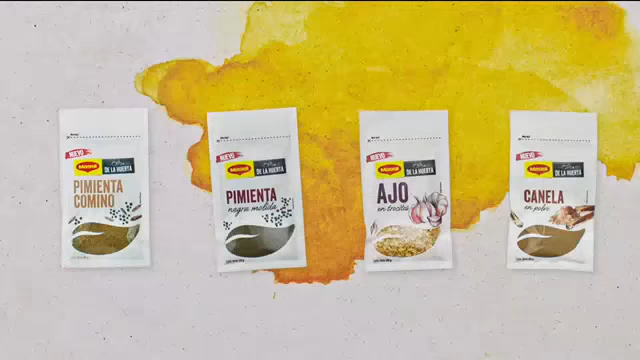 NUEVO
MAGGI
DE LA HUERTA
PIMIENTA
COMINO
NUEVO
MAGGI
DE LA HUERTA
PIMIENTA
negra molida
NUEVO
MAGGI
DE LA HUERTA
AJO
en trocitos
NUEVO
MAGGI
DE LA HUERTA
CANELA
en polvo